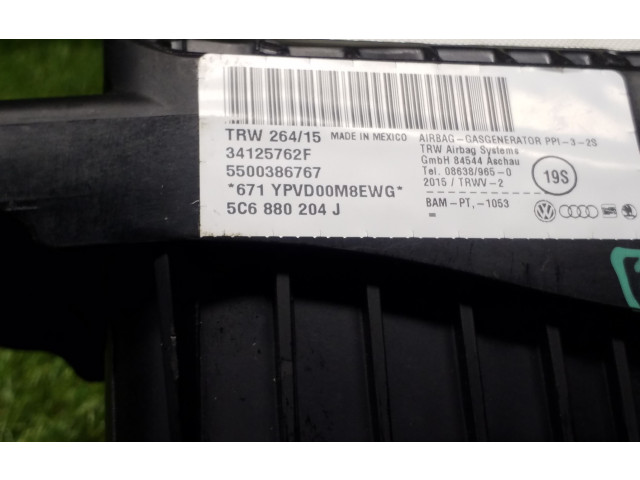 TRW 264/15 MADE IN MEXICO
34125762F
5500386767
*671 YPVD00M8EWG*
5C6 880 204 J
AIRBAG-GASGENERATOR PPI-3-2S
TRW Airbag Systems
GmbH 84544 Aschau
Tel. 08638/965-0
2015 / TRWV-2
19S
BAM-PT,-1053